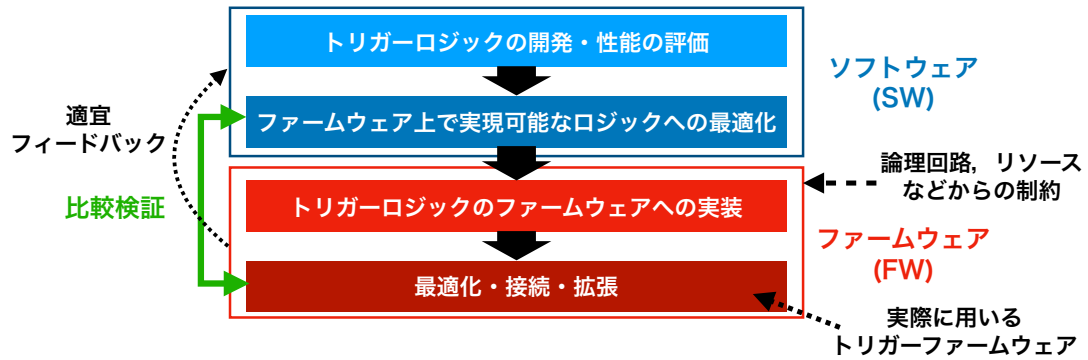 トリガーロジックの開発・性能の評価
ソフトウェア
(SW)
適宜
フィードバック
ファームウェア上で実現可能なロジックへの最適化
論理回路，リソース
などからの制約
比較検証
トリガーロジックのファームウェアへの実装
ファームウェア
(FW)
最適化・接続・拡張
実際に用いる
トリガーファームウェア